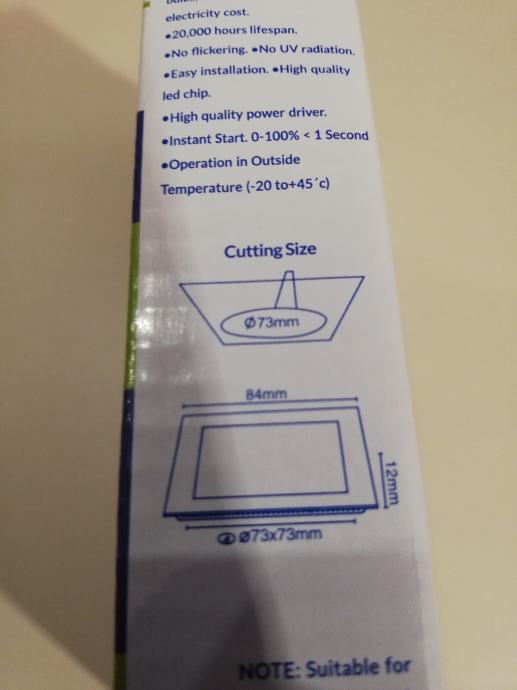 electricity cost.
•20,000 hours lifespan.
•No flickering. •No UV radiation.
•Easy installation. •High quality
led chip.
•High quality power driver.
•Instant Start. 0-100% < 1 Second
•Operation in Outside
Temperature (-20 to+45´c)
Cutting Size
Ø73mm
84mm
12mm
Ø73x73mm
NOTE: Suitable for